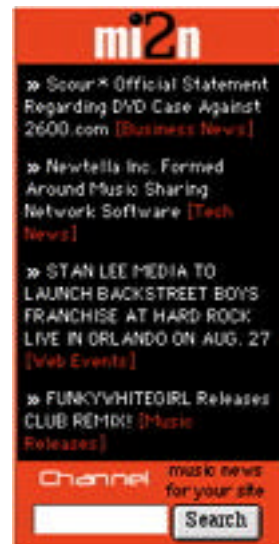 mi2n
» Scour* Official Statement
Regarding DVD Case Against
2600.com [Business News]
» Newtella Inc. Formed
Around Music Sharing
Network Software [Tech
News]
» STAN LEE MEDIA TO
LAUNCH BACKSTREET BOYS
FRANCHISE AT HARD ROCK
LIVE IN ORLANDO ON AUG. 27
[Web Events]
» FUNKYWHITEGIRL Releases
CLUB REMIX! [Music
Releases]
Channel music news
for your site
Search